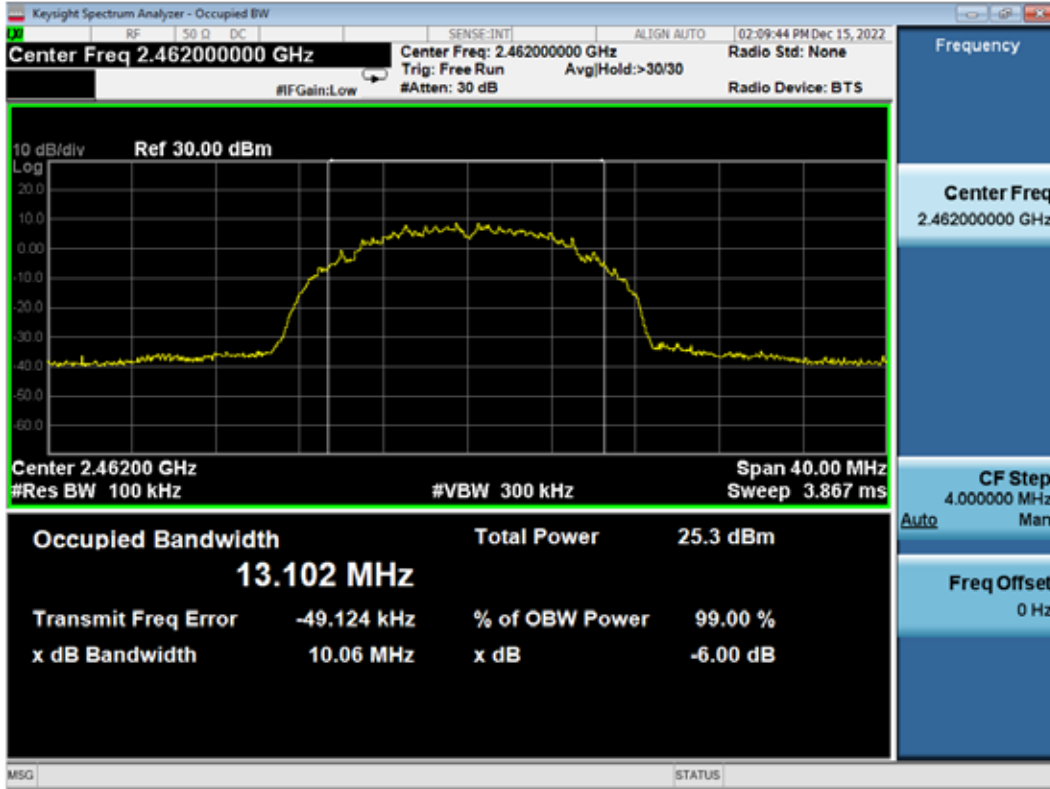 Keysight Spectrum Analyzer - Occupied BW
LXI RF 50 Ω DC SENSE:INT ALIGN AUTO 02:09:44 PM Dec 15, 2022
Center Freq 2.462000000 GHz
Center Freq: 2.462000000 GHz Radio Std: None
Trig: Free Run Avg|Hold:>30/30
#IFGain:Low #Atten: 30 dB Radio Device: BTS
10 dB/div Ref 30.00 dBm
Log
20.0
10.0
0.00
-10.0
-20.0
-30.0
-40.0
-50.0
-60.0
Center 2.46200 GHz Span 40.00 MHz
#Res BW 100 kHz #VBW 300 kHz Sweep 3.867 ms
Occupied Bandwidth Total Power 25.3 dBm
13.102 MHz
Transmit Freq Error -49.124 kHz % of OBW Power 99.00 %
x dB Bandwidth 10.06 MHz x dB -6.00 dB
MSG STATUS
Frequency
Center Freq
2.462000000 GHz
CF Step
4.000000 MHz
Auto Man
Freq Offset
0 Hz